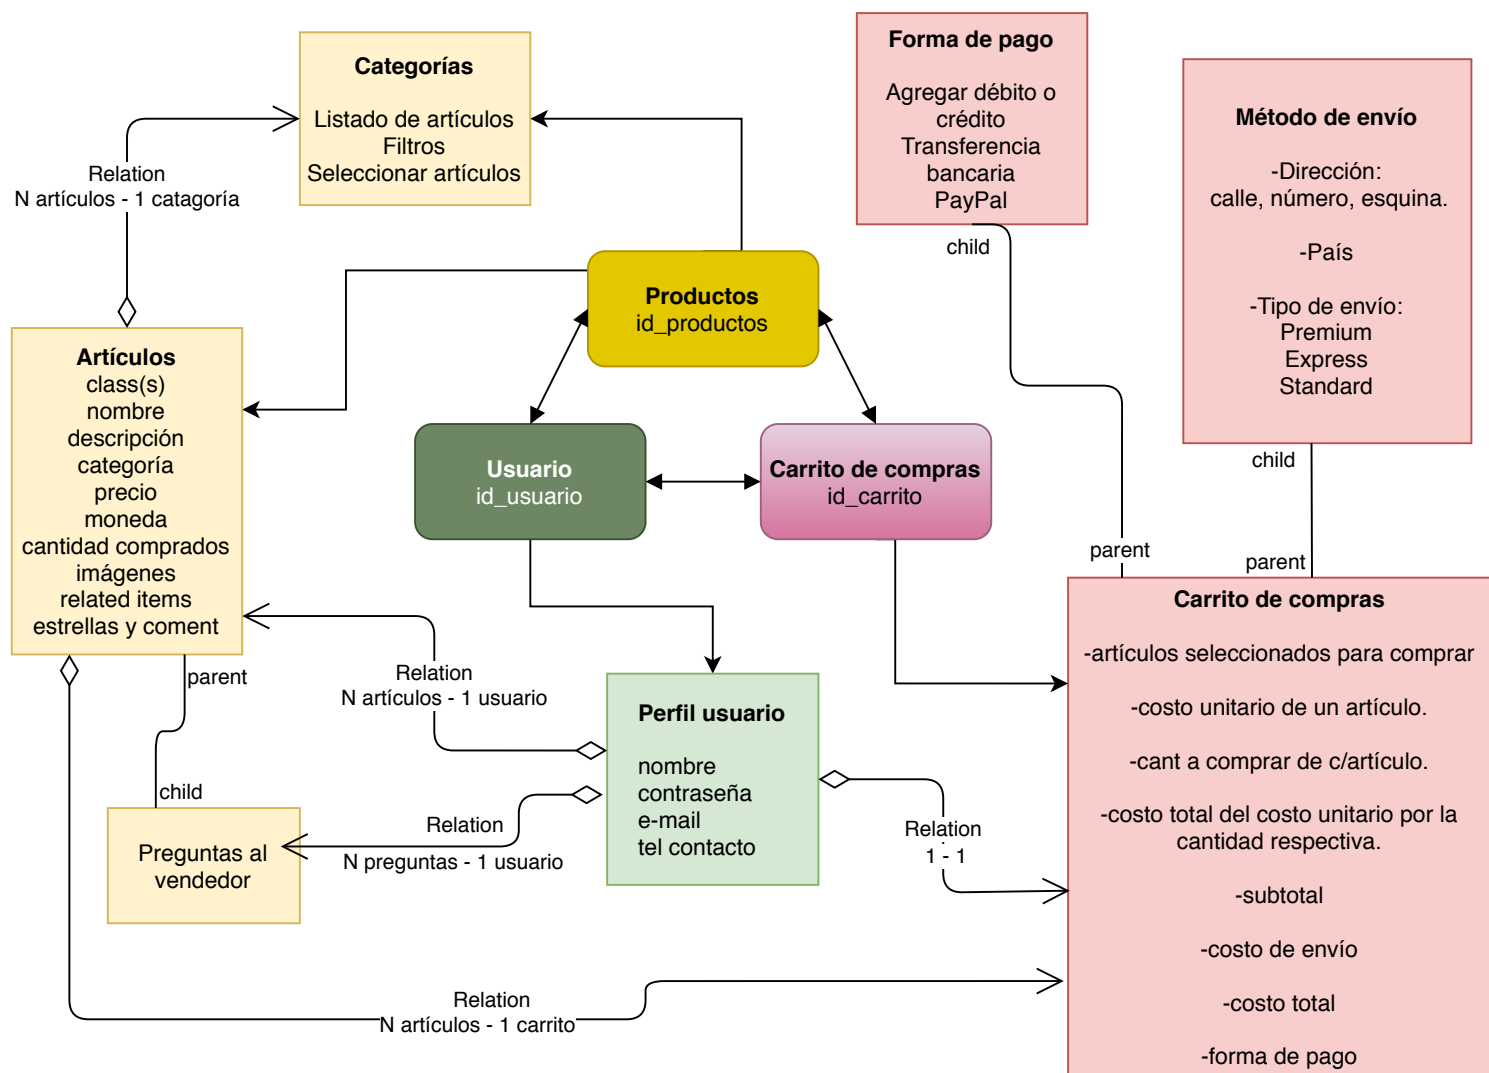 Categorías
Listado de artículos
Filtros
Seleccionar artículos
Forma de pago
Agregar débito o
crédito
Transferencia
bancaria
PayPal
child
Método de envío
-Dirección:
calle, número, esquina.
-País
-Tipo de envío:
Premium
Express
Standard
child
Relation
N artículos - 1 catagoría
Productos
id_productos
Artículos
class(s)
nombre
descripción
categoría
precio
moneda
cantidad comprados
imágenes
related items
estrellas y coment
parent
Usuario
id_usuario
Carrito de compras
id_carrito
parent
parent
Relation
N artículos - 1 usuario
Perfil usuario
nombre
contraseña
e-mail
tel contacto
child
Preguntas al
vendedor
Relation
N preguntas - 1 usuario
Relation
1 - 1
Carrito de compras
-artículos seleccionados para comprar
-costo unitario de un artículo.
-cant a comprar de c/artículo.
-costo total del costo unitario por la
cantidad respectiva.
-subtotal
-costo de envío
-costo total
-forma de pago
Relation
N artículos - 1 carrito